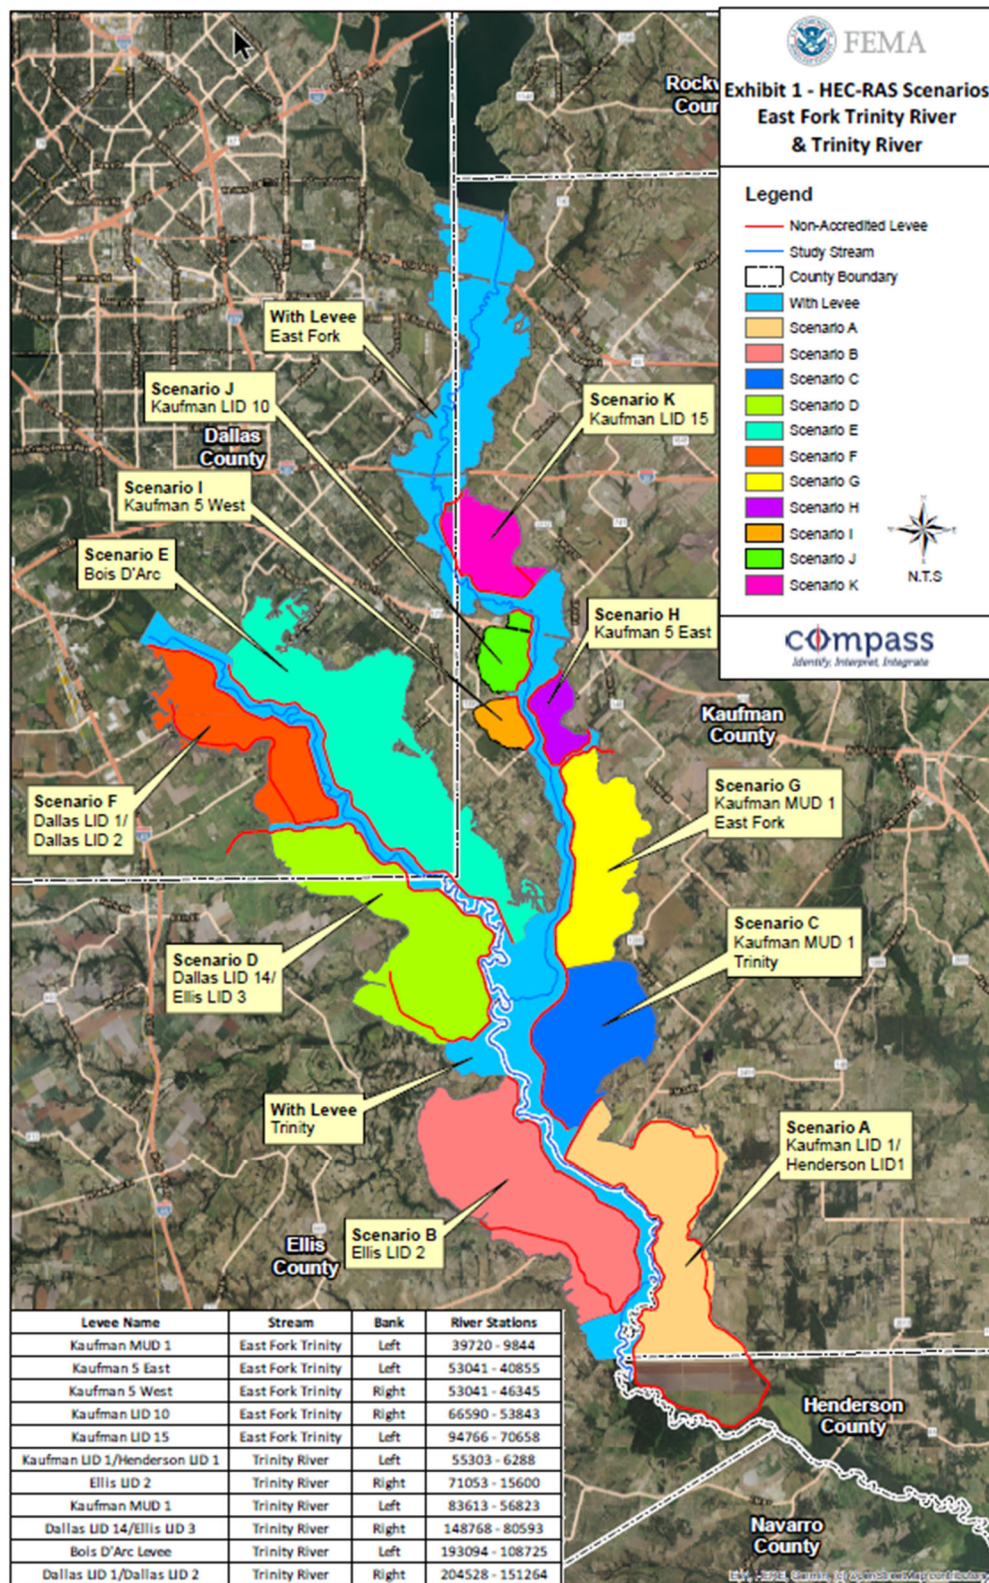 FEMA
Exhibit 1 - HEC-RAS Scenarios
East Fork Trinity River
& Trinity River
Legend
Non-Accredited Levee
Study Stream
County Boundary
With Levee
Scenario A
Scenario B
Scenario C
Scenario D
Scenario E
Scenario F
Scenario G
Scenario H
Scenario I
Scenario J
Scenario K
N.T.S
compass
Identify, Interpret, Integrate
With Levee
East Fork
Scenario J
Kaufman LID 10
Scenario K
Kaufman LID 15
Dallas
County
Scenario I
Kaufman 5 West
Scenario E
Bois D'Arc
Scenario H
Kaufman 5 East
Kaufman
County
Scenario F
Dallas LID 1/
Dallas LID 2
Scenario G
Kaufman MUD 1
East Fork
Scenario D
Dallas LID 14/
Ellis LID 3
Scenario C
Kaufman MUD 1
Trinity
With Levee
Trinity
Scenario A
Kaufman LID 1/
Henderson LID1
Scenario B
Ellis LID 2
Ellis
County
Henderson
County
Navarro
County
Levee Name Stream Bank River Stations
Kaufman MUD 1 East Fork Trinity Left 39720 - 9844
Kaufman 5 East East Fork Trinity Left 53041 - 40855
Kaufman 5 West East Fork Trinity Right 53041 - 46345
Kaufman LID 10 East Fork Trinity Right 66590 - 53843
Kaufman LID 15 East Fork Trinity Left 94766 - 70658
Kaufman LID 1/Henderson LID 1 Trinity River Left 55303 - 6288
Ellis LID 2 Trinity River Right 71053 - 15600
Kaufman MUD 1 Trinity River Left 83613 - 56823
Dallas LID 14/Ellis LID 3 Trinity River Right 148768 - 80593
Bois D'Arc Levee Trinity River Left 193094 - 108725
Dallas LID 1/Dallas LID 2 Trinity River Right 204528 - 151264